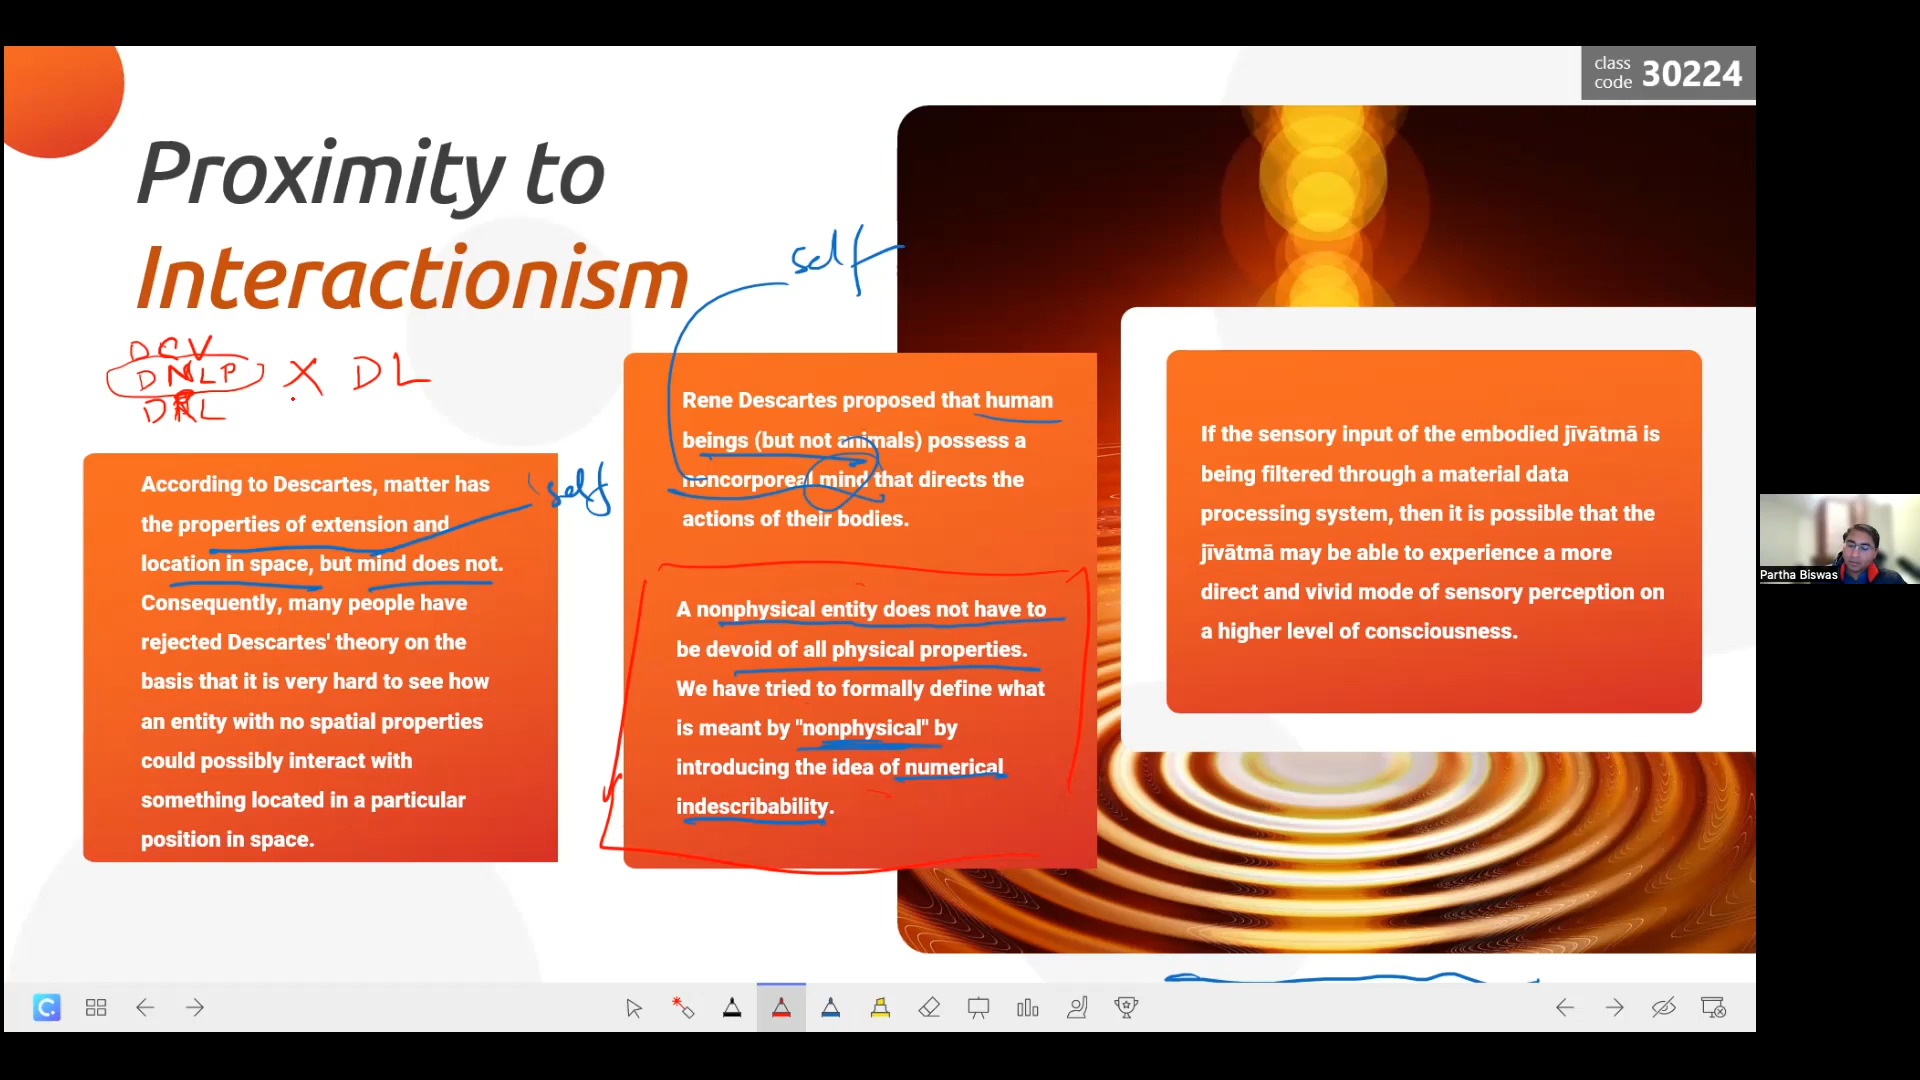 class
code 30224
Proximity to
Interactionism
self
DCV
DNLP X DL
DRL
According to Descartes, matter has
the properties of extension and
location in space, but mind does not.
Consequently, many people have
rejected Descartes' theory on the
basis that it is very hard to see how
an entity with no spatial properties
could possibly interact with
something located in a particular
position in space.
self
Rene Descartes proposed that human
beings (but not animals) possess a
noncorporeal mind that directs the
actions of their bodies.
A nonphysical entity does not have to
be devoid of all physical properties.
We have tried to formally define what
is meant by "nonphysical" by
introducing the idea of numerical
indescribability.
If the sensory input of the embodied jīvātmā is
being filtered through a material data
processing system, then it is possible that the
jīvātmā may be able to experience a more
direct and vivid mode of sensory perception on
a higher level of consciousness.
Partha Biswas